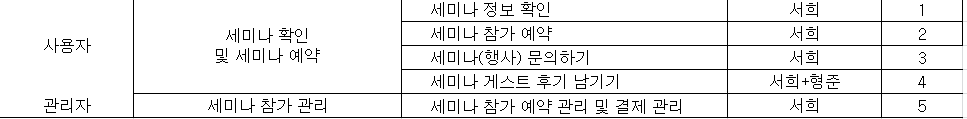 세미나 정보 확인 서희 1
세미나 참가 예약 서희 2
사용자 세미나 확인
및 세미나 예약
세미나(행사) 문의하기 서희 3
세미나 게스트 후기 남기기 서희+형준 4
관리자 세미나 참가 관리 세미나 참가 예약 관리 및 결제 관리 서희 5